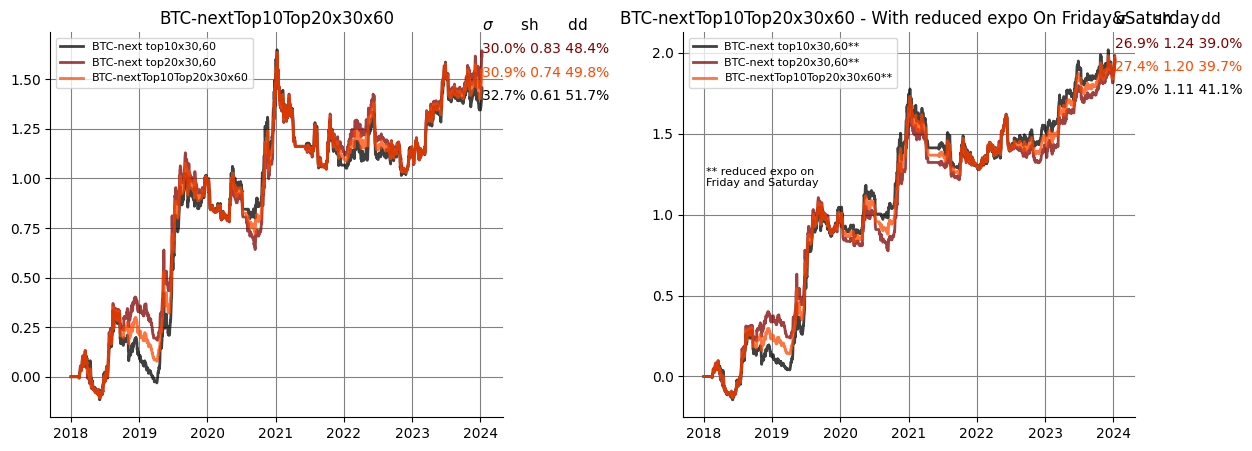 BTC-nextTop10Top20x30x60
σ sh dd
BTC-next top10x30,60
BTC-next top20x30,60
BTC-nextTop10Top20x30x60
30.0% 0.83 48.4%
30.9% 0.74 49.8%
32.7% 0.61 51.7%
1.50
1.25
1.00
0.75
0.50
0.25
0.00
2018 2019 2020 2021 2022 2023 2024
BTC-nextTop10Top20x30x60 - With reduced expo On Friday&Saturday
σ sh dd
BTC-next top10x30,60**
BTC-next top20x30,60**
BTC-nextTop10Top20x30x60**
26.9% 1.24 39.0%
27.4% 1.20 39.7%
29.0% 1.11 41.1%
** reduced expo on
Friday and Saturday
2.0
1.5
1.0
0.5
0.0
2018 2019 2020 2021 2022 2023 2024